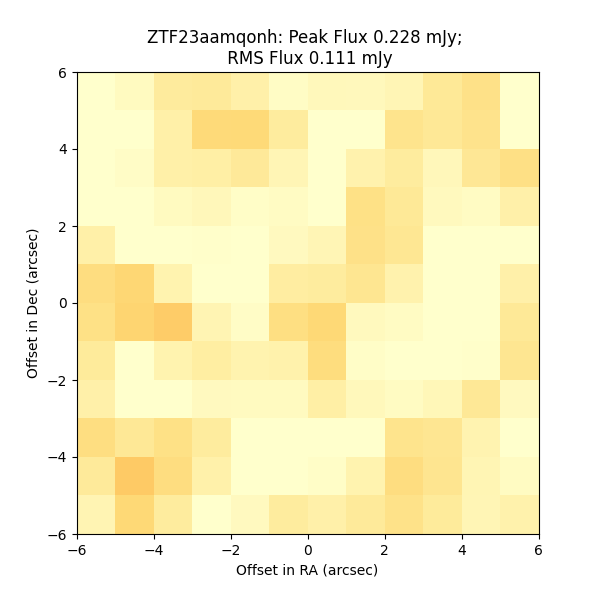 ZTF23aamqonh: Peak Flux 0.228 mJy;
RMS Flux 0.111 mJy
6
4
2
0
−2
−4
−6
Offset in Dec (arcsec)
−6 −4 −2 0 2 4 6
Offset in RA (arcsec)